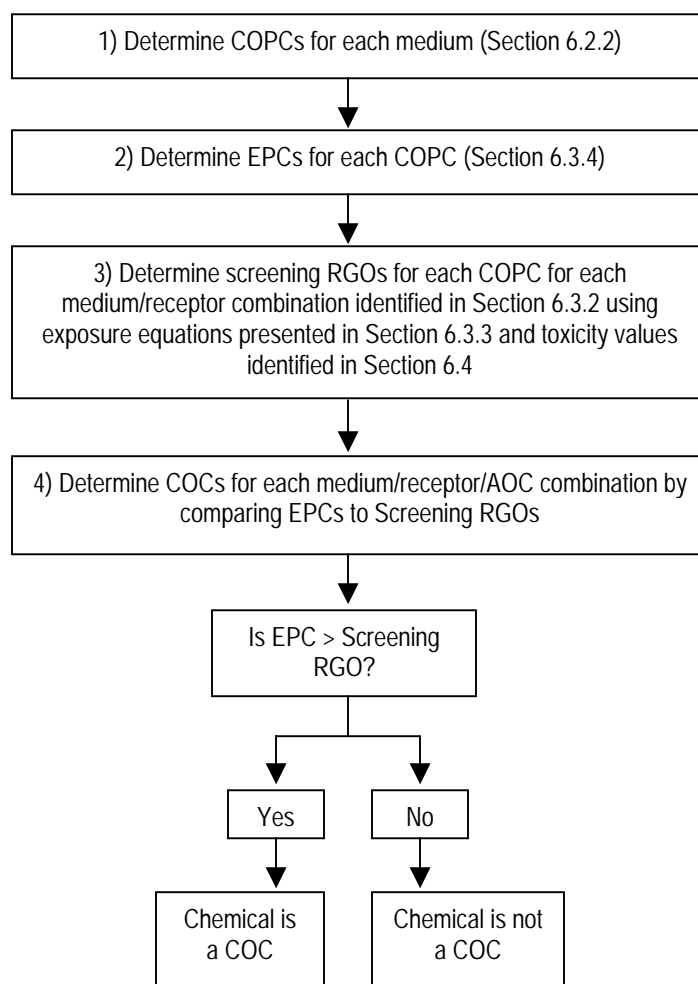 1) Determine COPCs for each medium (Section 6.2.2)
2) Determine EPCs for each COPC (Section 6.3.4)
3) Determine screening RGOs for each COPC for each
medium/receptor combination identified in Section 6.3.2 using
exposure equations presented in Section 6.3.3 and toxicity values
identified in Section 6.4
4) Determine COCs for each medium/receptor/AOC combination by
comparing EPCs to Screening RGOs
Is EPC > Screening
RGO?
Yes
No
Chemical is
a COC
Chemical is not
a COC